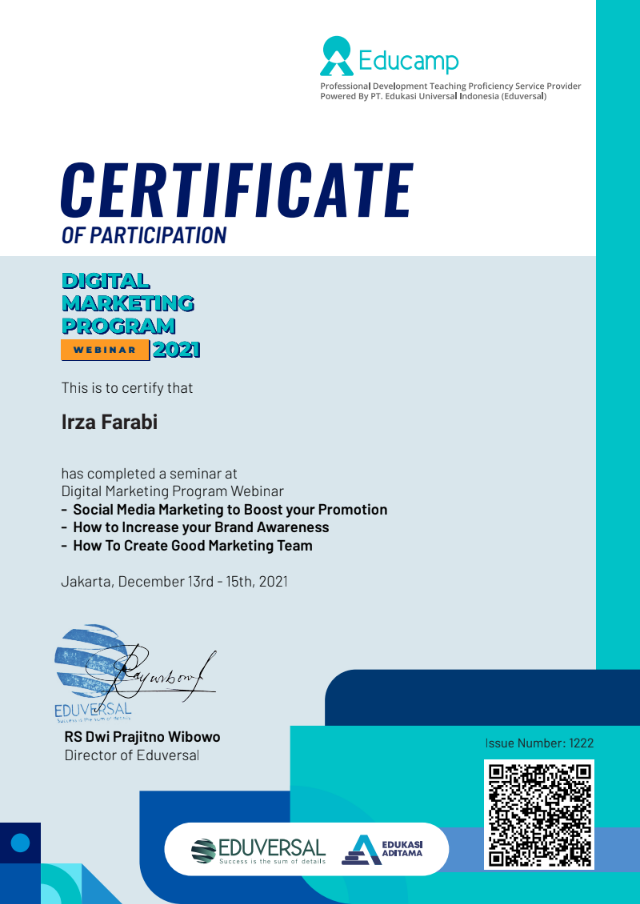 Educamp
Professional Development Teaching Proficiency Service Provider
Powered By PT. Edukasi Universal Indonesia (Eduversal)
CERTIFICATE
OF PARTICIPATION
DIGITAL
MARKETING
PROGRAM
WEBINAR 2021
This is to certify that
Irza Farabi
has completed a seminar at
Digital Marketing Program Webinar
- Social Media Marketing to Boost your Promotion
- How to Increase your Brand Awareness
- How To Create Good Marketing Team
Jakarta, December 13rd - 15th, 2021
EDUVERSAL
Success is the sum of details
RS Dwi Prajitno Wibowo
Director of Eduversal
Issue Number: 1222
EDUVERSAL
Success is the sum of details
EDUKASI
ADITAMA